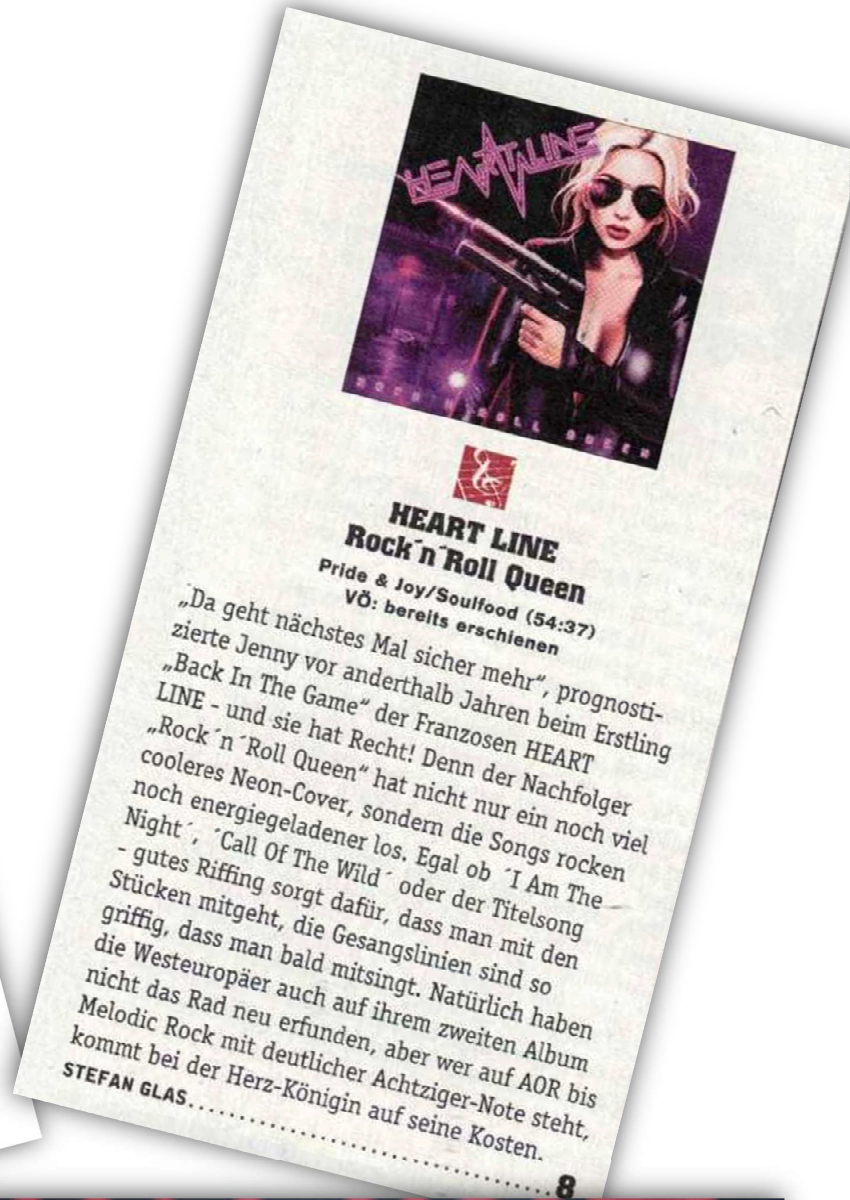 HEART LINE
ROCK N ROLL QUEEN
HEART LINE
Rock´n´Roll Queen
Pride & Joy/Soulfood (54:37)
VÖ: bereits erschienen
„Da geht nächstes Mal sicher mehr“, prognosti-
zierte Jenny vor anderthalb Jahren beim Erstling
„Back In The Game“ der Franzosen HEART
LINE - und sie hat Recht! Denn der Nachfolger
„Rock´n´Roll Queen“ hat nicht nur ein noch viel
cooleres Neon-Cover, sondern die Songs rocken
noch energiegeladener los. Egal ob ´I Am The
Night´, ´Call Of The Wild´ oder der Titelsong
- gutes Riffing sorgt dafür, dass man mit den
Stücken mitgeht, die Gesangslinien sind so
griffig, dass man bald mitsingt. Natürlich haben
die Westeuropäer auch auf ihrem zweiten Album
nicht das Rad neu erfunden, aber wer auf AOR bis
Melodic Rock mit deutlicher Achtziger-Note steht,
kommt bei der Herz-Königin auf seine Kosten.
STEFAN GLAS........................................8